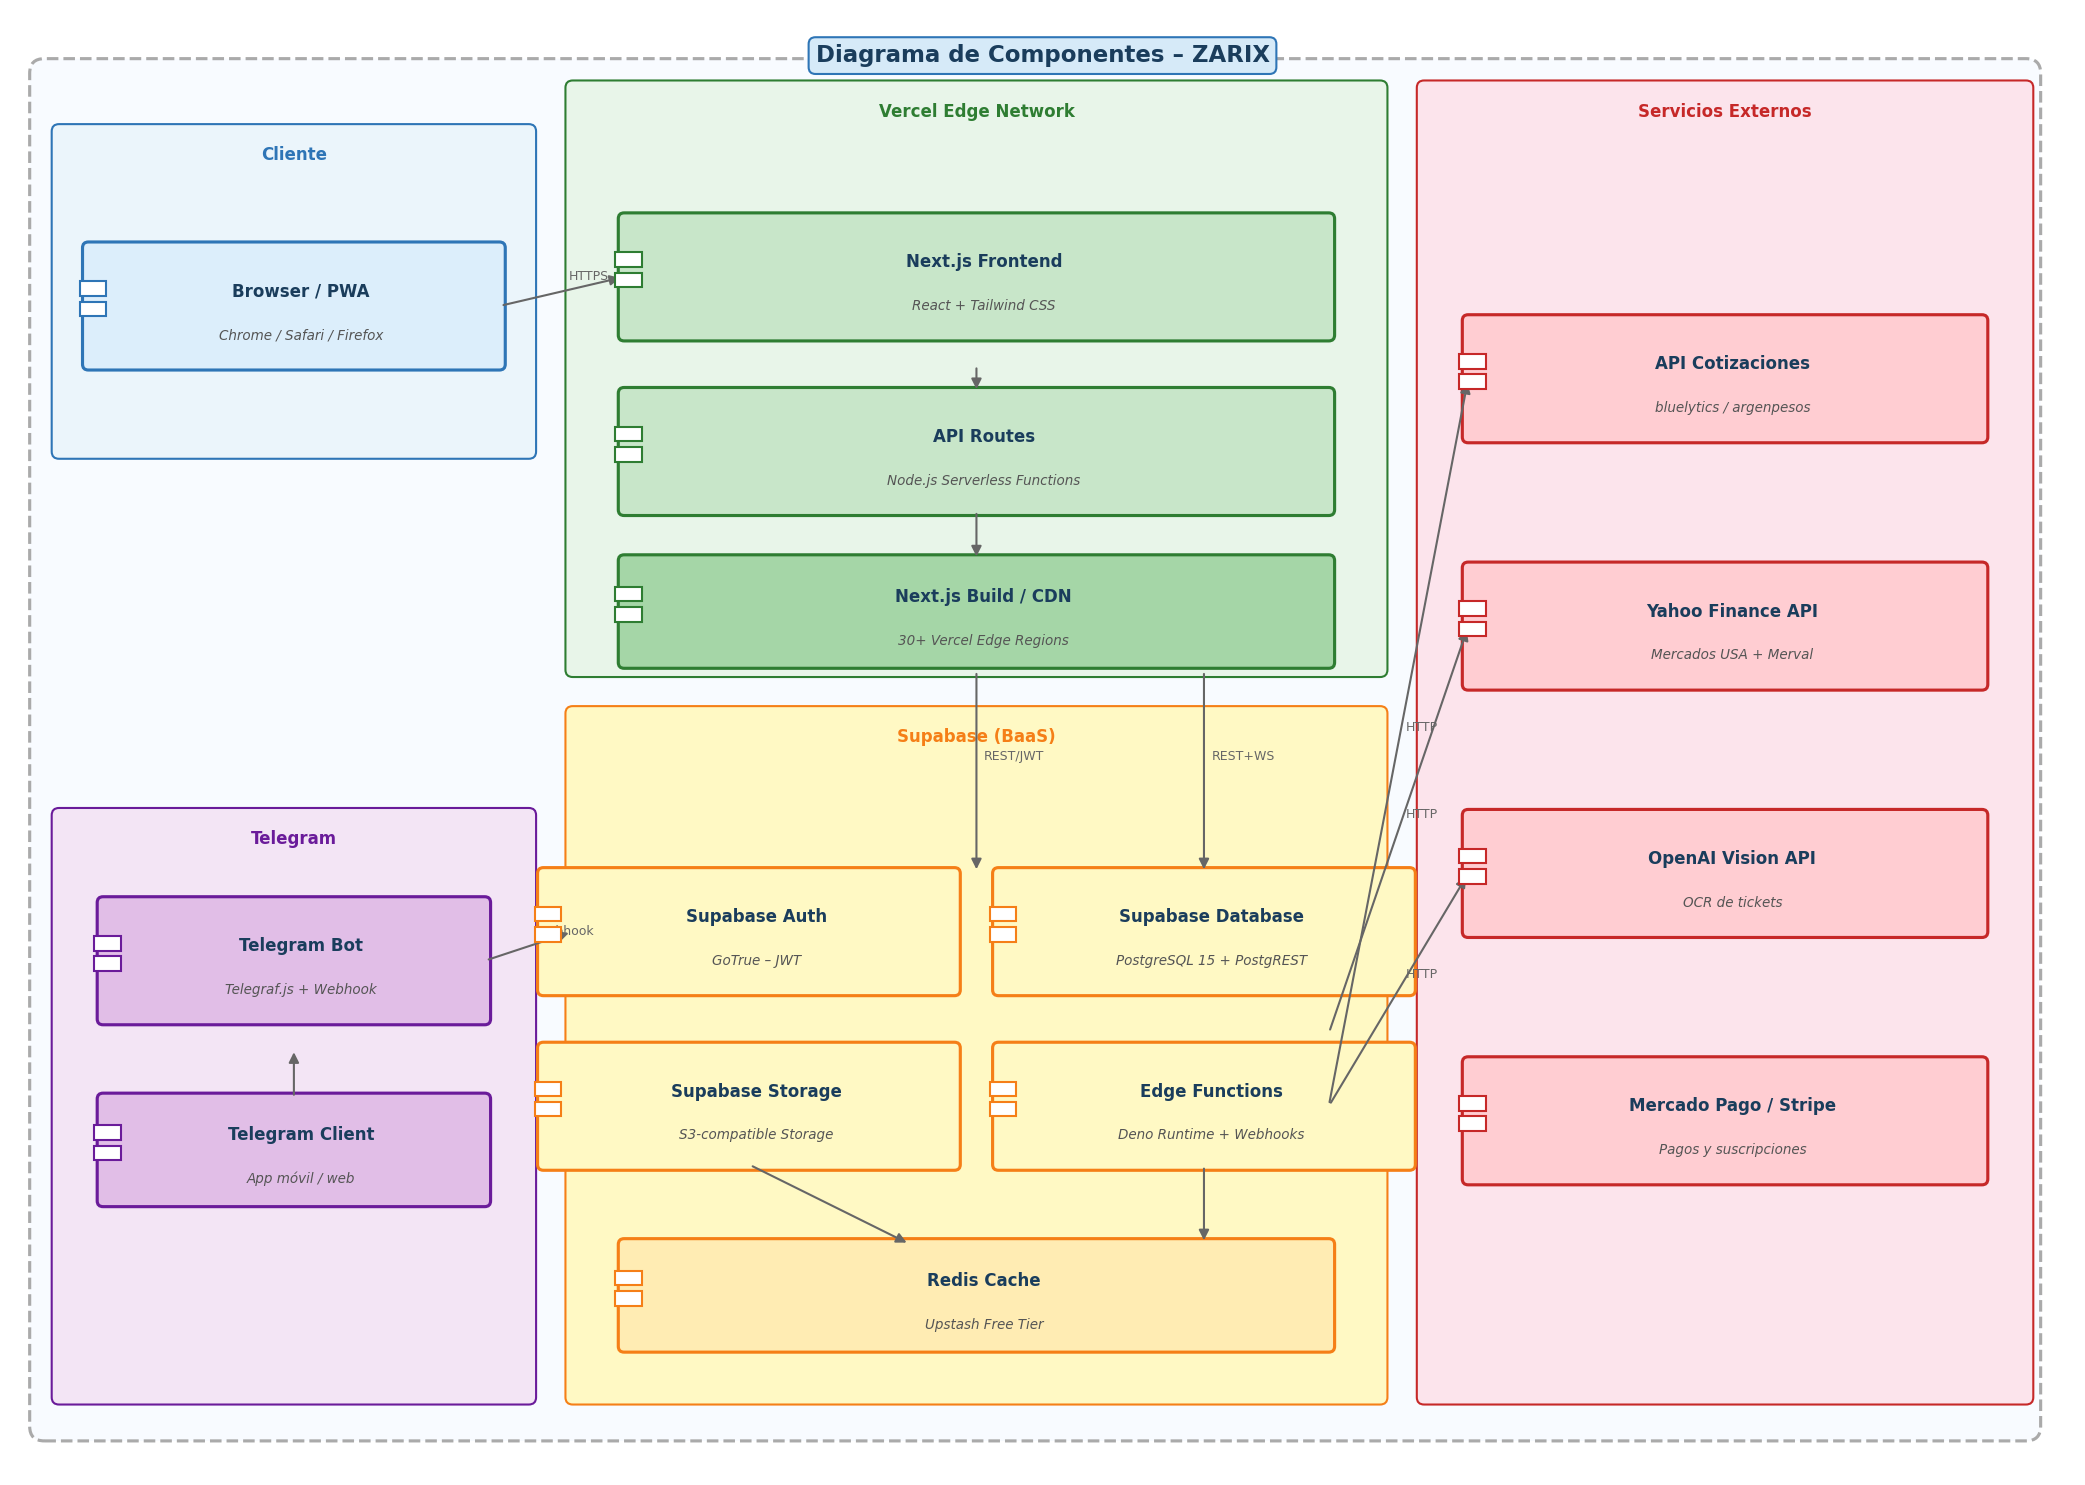 Diagrama de Componentes – ZARIX
Cliente
Browser / PWA
Chrome / Safari / Firefox
HTTPS
Vercel Edge Network
Next.js Frontend
React + Tailwind CSS
API Routes
Node.js Serverless Functions
Next.js Build / CDN
30+ Vercel Edge Regions
Telegram
Telegram Bot
Telegraf.js + Webhook
Telegram Client
App móvil / web
hook
Supabase (BaaS)
REST/JWT
REST+WS
Supabase Auth
GoTrue – JWT
Supabase Database
PostgreSQL 15 + PostgREST
Supabase Storage
S3-compatible Storage
Edge Functions
Deno Runtime + Webhooks
Redis Cache
Upstash Free Tier
HTTP
HTTP
HTTP
Servicios Externos
API Cotizaciones
bluelytics / argenpesos
Yahoo Finance API
Mercados USA + Merval
OpenAI Vision API
OCR de tickets
Mercado Pago / Stripe
Pagos y suscripciones